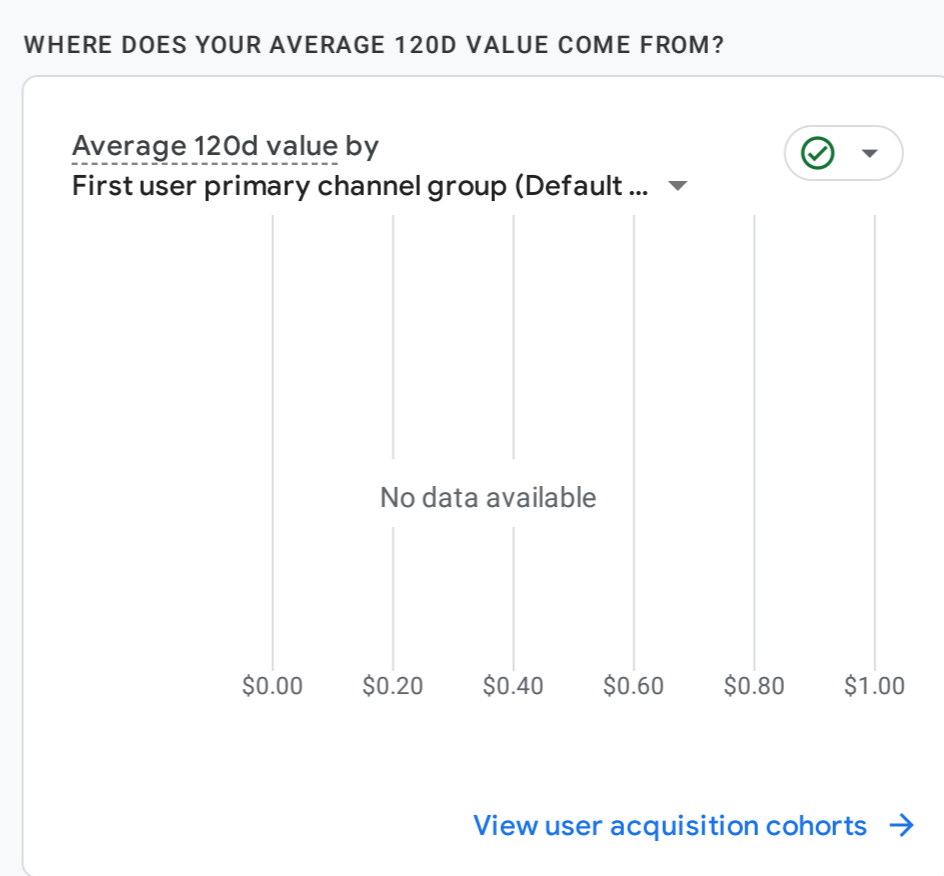 WHERE DOES YOUR AVERAGE 120D VALUE COME FROM?
Average 120d value by
First user primary channel group (Default ...
No data available
$0.00 $0.20 $0.40 $0.60 $0.80 $1.00
View user acquisition cohorts